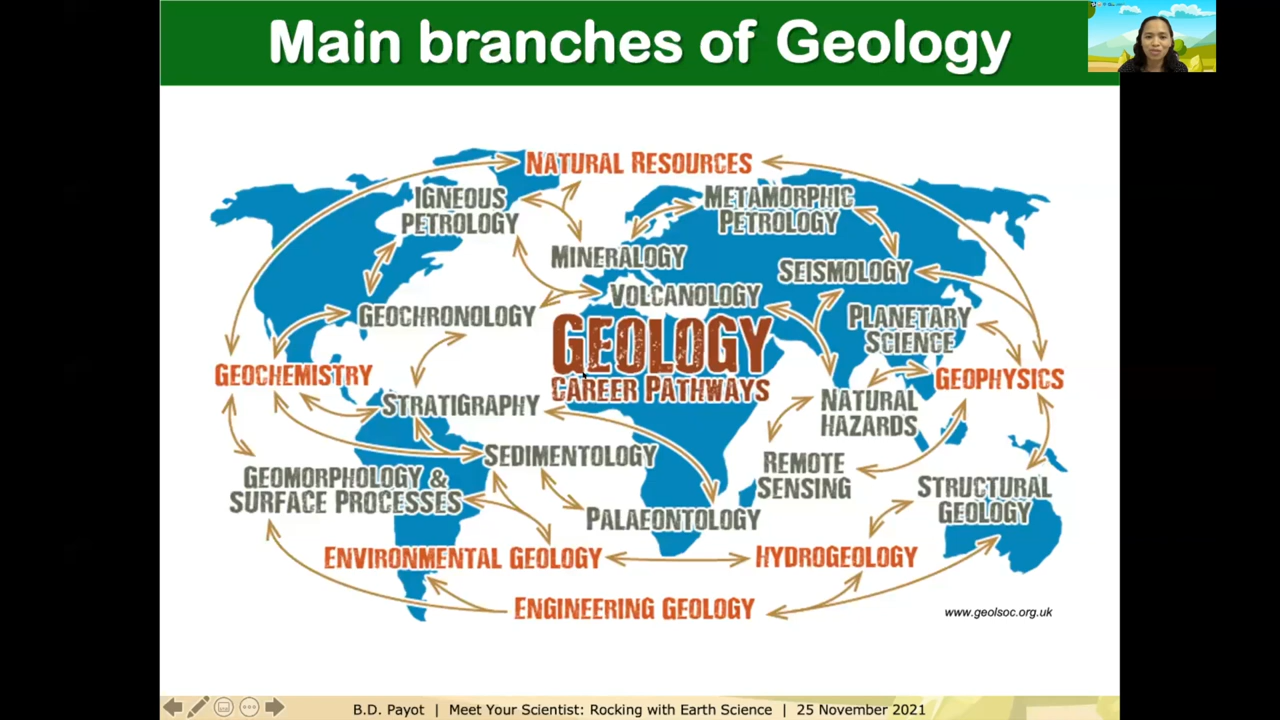 Main branches of Geology
NATURAL RESOURCES
IGNEOUS
PETROLOGY
METAMORPHIC
PETROLOGY
MINERALOGY
SEISMOLOGY
VOLCANOLOGY
GEOCHRONOLOGY
PLANETARY
SCIENCE
GEOLOGY
CAREER PATHWAYS
GEOCHEMISTRY
GEOPHYSICS
STRATIGRAPHY
NATURAL
HAZARDS
SEDIMENTOLOGY
REMOTE
SENSING
GEOMORPHOLOGY &
SURFACE PROCESSES
STRUCTURAL
GEOLOGY
PALAEONTOLOGY
ENVIRONMENTAL GEOLOGY
HYDROGEOLOGY
ENGINEERING GEOLOGY
www.geolsoc.org.uk
B.D. Payot | Meet Your Scientist: Rocking with Earth Science | 25 November 2021